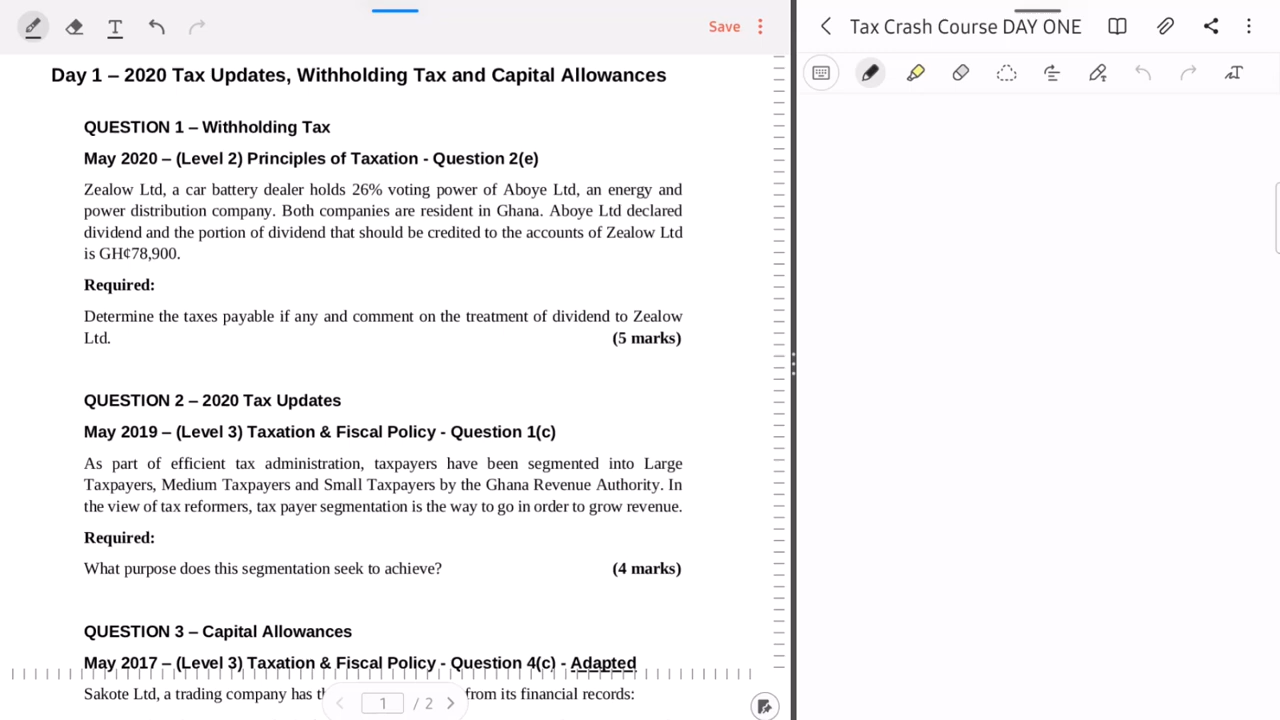 Save
Tax Crash Course DAY ONE
Day 1 – 2020 Tax Updates, Withholding Tax and Capital Allowances
QUESTION 1 – Withholding Tax
May 2020 – (Level 2) Principles of Taxation - Question 2(e)
Zealow Ltd, a car battery dealer holds 26% voting power of Aboye Ltd, an energy and
power distribution company. Both companies are resident in Ghana. Aboye Ltd declared
dividend and the portion of dividend that should be credited to the accounts of Zealow Ltd
is GH¢78,900.
Required:
Determine the taxes payable if any and comment on the treatment of dividend to Zealow
Ltd. (5 marks)
QUESTION 2 – 2020 Tax Updates
May 2019 – (Level 3) Taxation & Fiscal Policy - Question 1(c)
As part of efficient tax administration, taxpayers have been segmented into Large
Taxpayers, Medium Taxpayers and Small Taxpayers by the Ghana Revenue Authority. In
the view of tax reformers, tax payer segmentation is the way to go in order to grow revenue.
Required:
What purpose does this segmentation seek to achieve? (4 marks)
QUESTION 3 – Capital Allowances
May 2017 – (Level 3) Taxation & Fiscal Policy - Question 4(c) - Adapted
Sakote Ltd, a trading company has from its financial records:
1 / 2